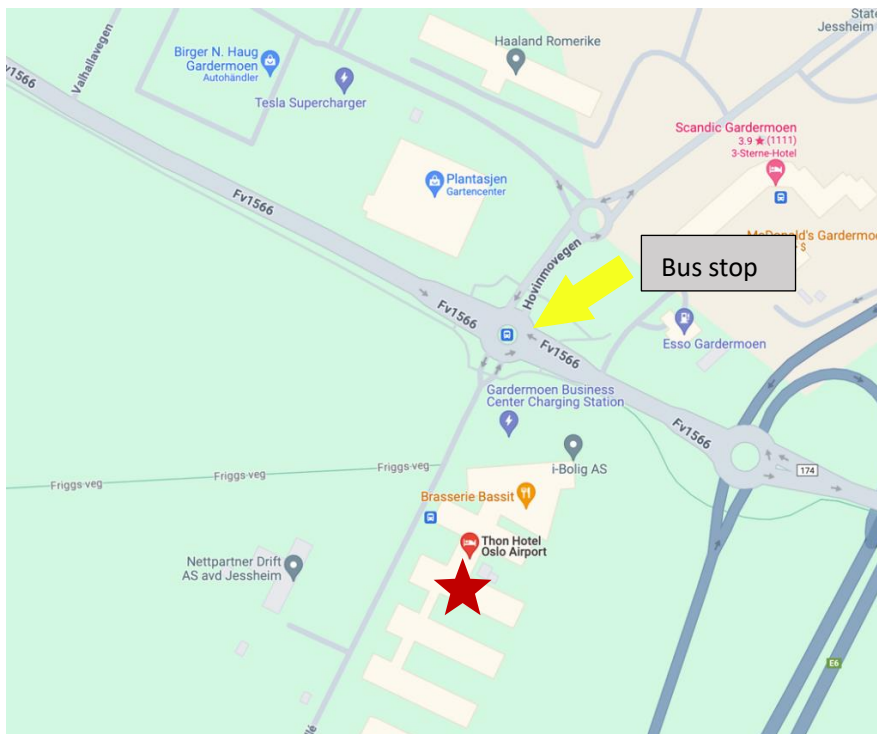 State
Jessheim
Haaland Romerike
Birger N. Haug
Gardermoen
Autohändler
Valhallavegen
Fv1566
Tesla Supercharger
Scandic Gardermoen
3.9 ★ (1111)
3-Sterne-Hotel
Plantasjen
Gartencenter
Fv1566
McDonald's Gardermoe
$
Hovinmovegen
Bus stop
Fv1566
Fv1566
Esso Gardermoen
Gardermoen Business
Center Charging Station
Fv1566
i-Bolig AS
174
Friggs veg
Friggs veg
Friggs veg
Brasserie Bassit
Thon Hotel
Oslo Airport
Nettpartner Drift
AS avd Jessheim
E6